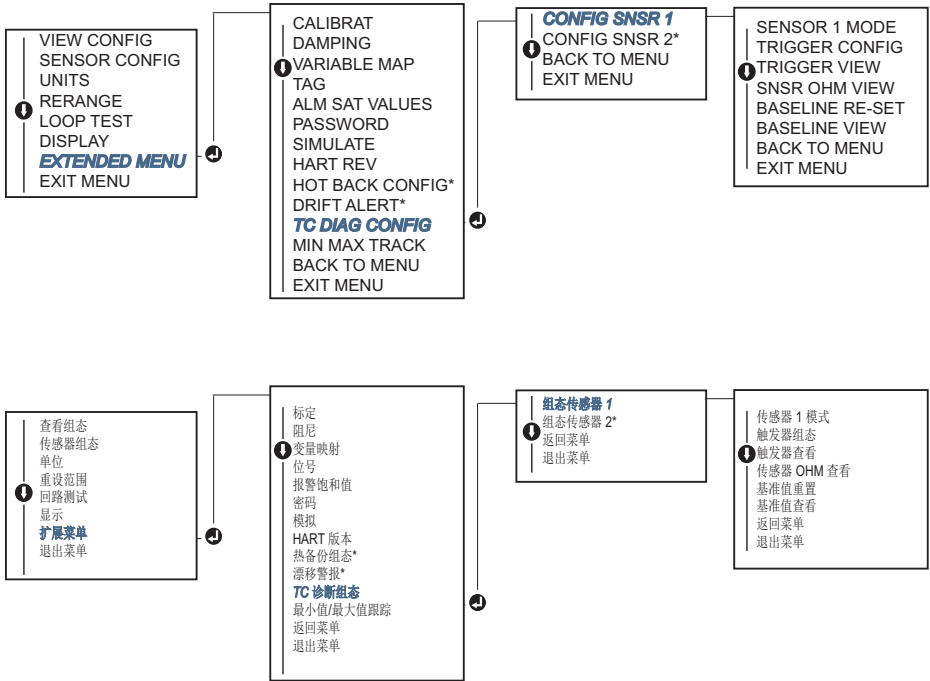 VIEW CONFIG
SENSOR CONFIG
UNITS
RERANGE
LOOP TEST
DISPLAY
EXTENDED MENU
EXIT MENU
CALIBRAT
DAMPING
VARIABLE MAP
TAG
ALM SAT VALUES
PASSWORD
SIMULATE
HART REV
HOT BACK CONFIG*
DRIFT ALERT*
TC DIAG CONFIG
MIN MAX TRACK
BACK TO MENU
EXIT MENU
CONFIG SNSR 1
CONFIG SNSR 2*
BACK TO MENU
EXIT MENU
SENSOR 1 MODE
TRIGGER CONFIG
TRIGGER VIEW
SNSR OHM VIEW
BASELINE RE-SET
BASELINE VIEW
BACK TO MENU
EXIT MENU
查看组态
传感器组态
单位
重设范围
回路测试
显示
扩展菜单
退出菜单
标定
阻尼
变量映射
位号
报警饱和值
密码
模拟
HART 版本
热备份组态*
漂移警报*
TC 诊断组态
最小值/最大值跟踪
返回菜单
退出菜单
组态传感器 1
组态传感器 2*
返回菜单
退出菜单
传感器 1 模式
触发器组态
触发器查看
传感器 OHM 查看
基准值重置
基准值查看
返回菜单
退出菜单